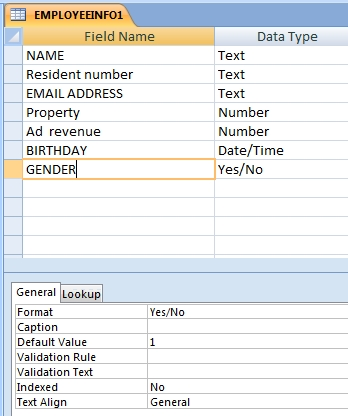 EMPLOYEEINFO1
Field Name Data Type
NAME Text
Resident number Text
EMAIL ADDRESS Text
Property Number
Ad revenue Number
BIRTHDAY Date/Time
GENDER Yes/No
General Lookup
Format Yes/No
Caption
Default Value 1
Validation Rule
Validation Text
Indexed No
Text Align General